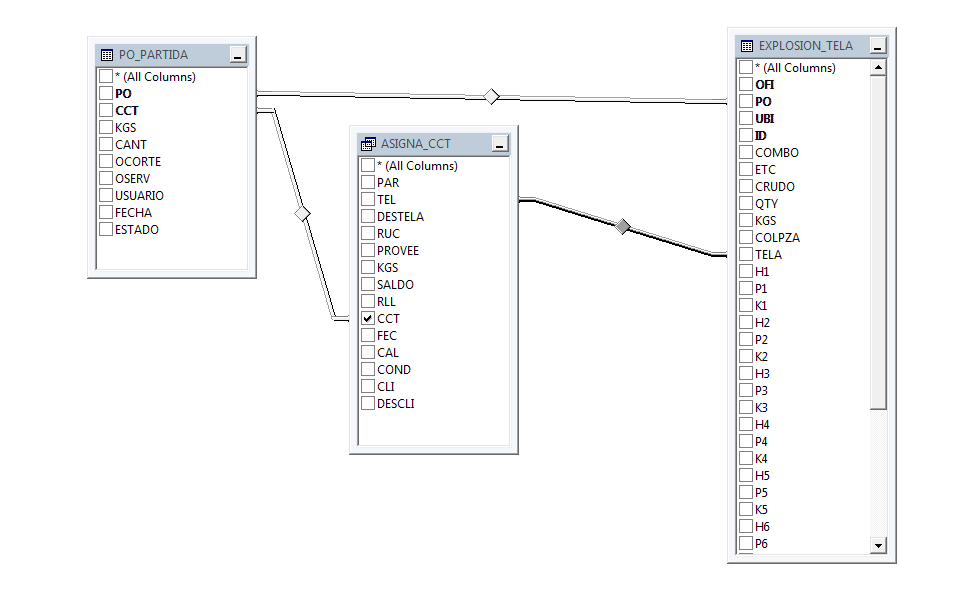 PO_PARTIDA
* (All Columns)
PO
CCT
KGS
CANT
OCORTE
OSERV
USUARIO
FECHA
ESTADO
ASIGNA_CCT
* (All Columns)
PAR
TEL
DESTELA
RUC
PROVEE
KGS
SALDO
RLL
CCT
FEC
CAL
COND
CLI
DESCLI
EXPLOSION_TELA
* (All Columns)
OFI
PO
UBI
ID
COMBO
ETC
CRUDO
QTY
KGS
COLPZA
TELA
H1
P1
K1
H2
P2
K2
H3
P3
K3
H4
P4
K4
H5
P5
K5
H6
P6